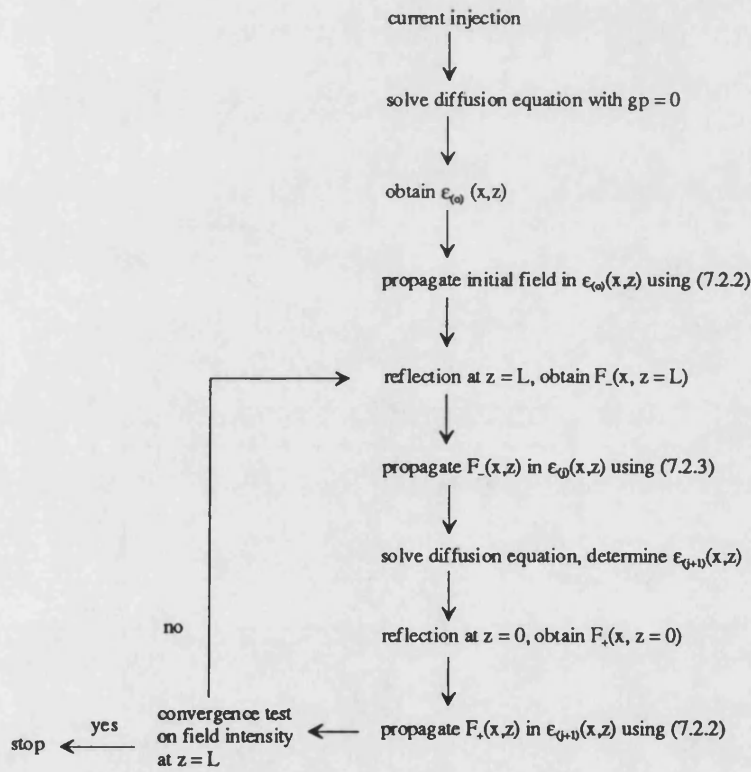 current injection
solve diffusion equation with gp = 0
obtain ε₍ₒ₎ (x,z)
propagate initial field in ε₍ₒ₎(x,z) using (7.2.2)
reflection at z = L, obtain F₋(x, z = L)
propagate F₋(x,z) in ε₍ⱼ₎(x,z) using (7.2.3)
solve diffusion equation, determine ε₍ⱼ₊₁₎(x,z)
no
reflection at z = 0, obtain F₊(x, z = 0)
propagate F₊(x,z) in ε₍ⱼ₊₁₎(x,z) using (7.2.2)
convergence test
on field intensity
at z = L
yes
stop